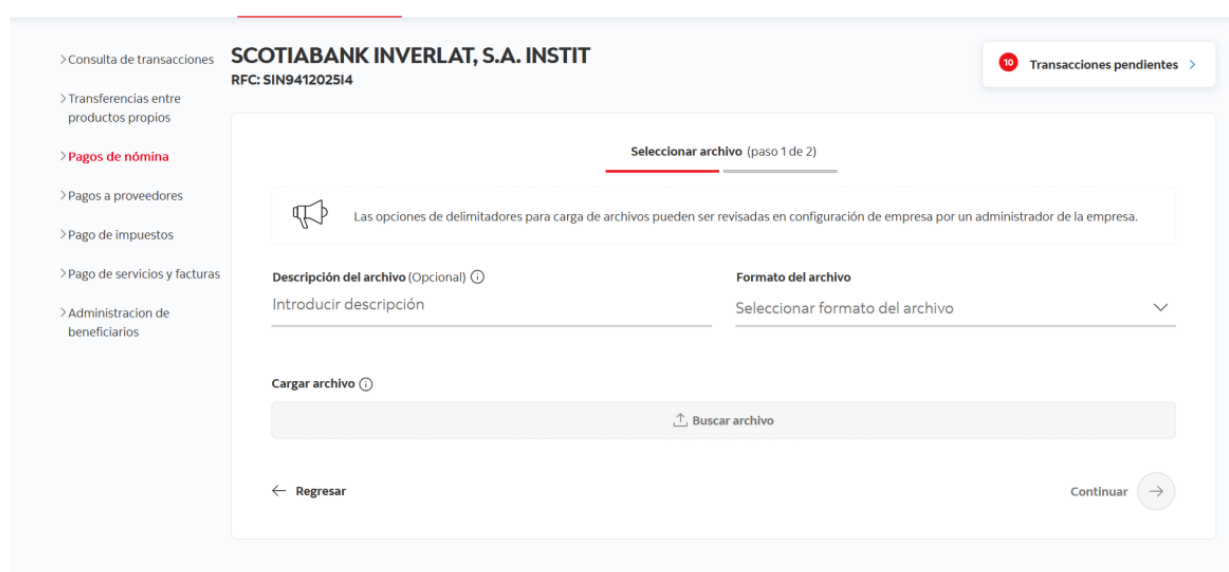 Consulta de transacciones
Transferencias entre
productos propios
Pagos de nómina
Pagos a proveedores
Pago de impuestos
Pago de servicios y facturas
Administracion de
beneficiarios
SCOTIABANK INVERLAT, S.A. INSTIT
RFC: SIN9412025I4
10 Transacciones pendientes
Seleccionar archivo (paso 1 de 2)
Las opciones de delimitadores para carga de archivos pueden ser revisadas en configuración de empresa por un administrador de la empresa.
Descripción del archivo (Opcional)
Introducir descripción
Formato del archivo
Seleccionar formato del archivo
Cargar archivo
Buscar archivo
Regresar
Continuar